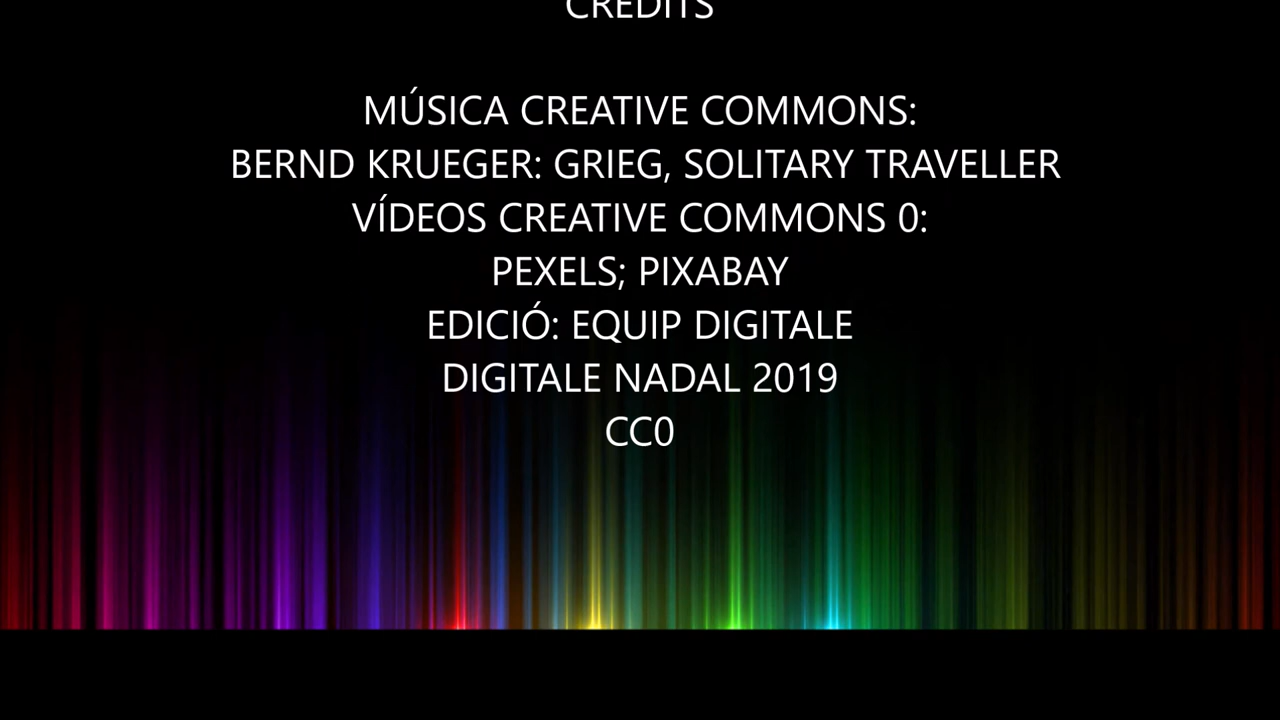 CREDITS
MÚSICA CREATIVE COMMONS:
BERND KRUEGER: GRIEG, SOLITARY TRAVELLER
VÍDEOS CREATIVE COMMONS 0:
PEXELS; PIXABAY
EDICIÓ: EQUIP DIGITALE
DIGITALE NADAL 2019
CC0